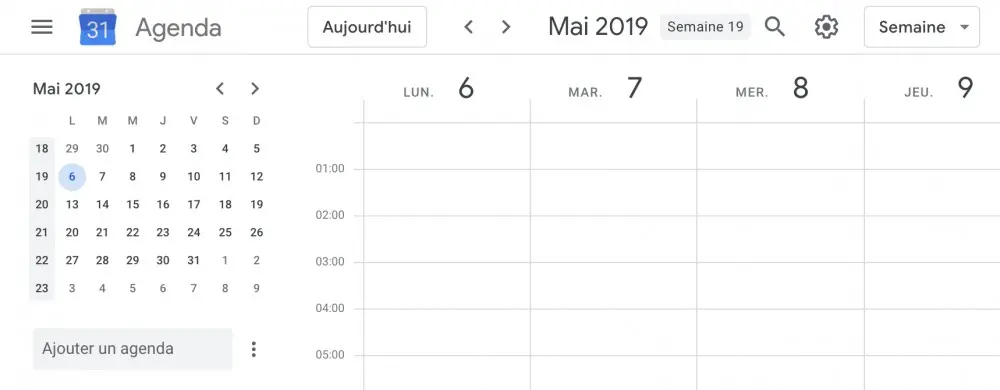 31 Agenda Aujourd'hui Mai 2019 Semaine 19 Semaine
Mai 2019
L M M J V S D
18 29 30 1 2 3 4 5
19 6 7 8 9 10 11 12
20 13 14 15 16 17 18 19
21 20 21 22 23 24 25 26
22 27 28 29 30 31 1 2
23 3 4 5 6 7 8 9
Ajouter un agenda
LUN. 6 MAR. 7 MER. 8 JEU. 9
01:00
02:00
03:00
04:00
05:00